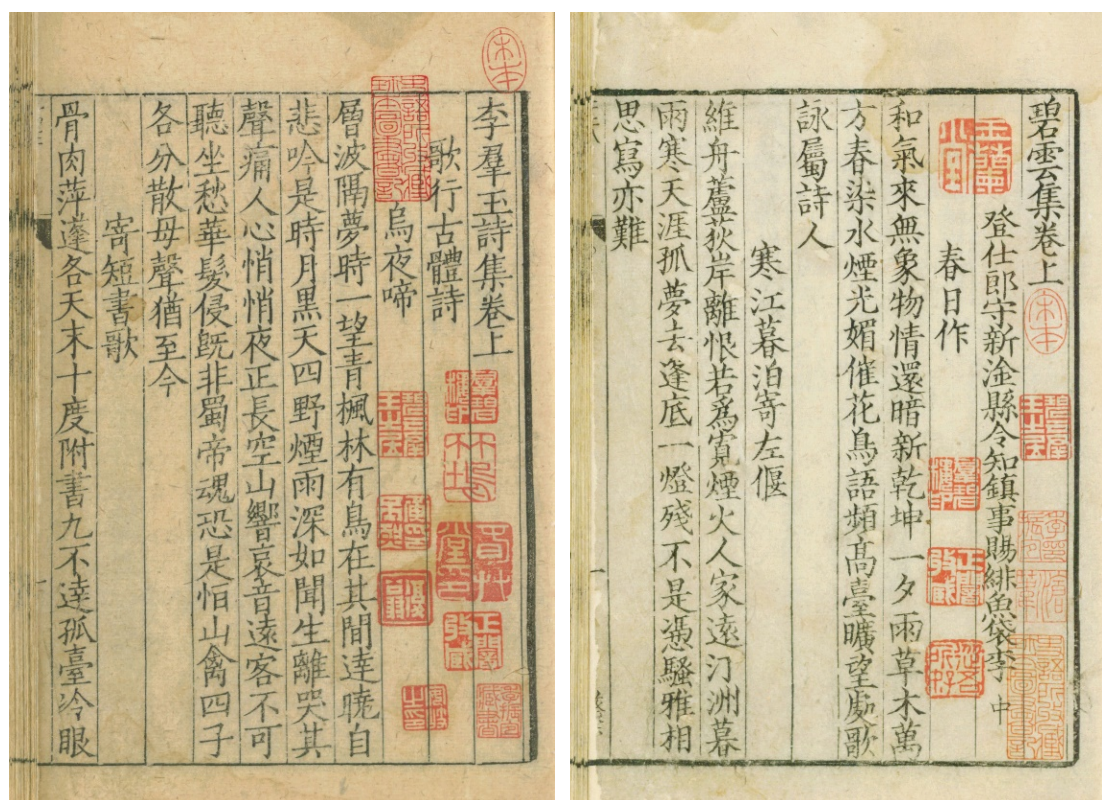 李羣玉詩集卷上
歌行古體詩
烏夜啼
層波隔夢時一望青楓林有鳥在其間達曉自
悲吟是時月黑天四野煙雨深如聞生離哭其
聲痛人心悄悄夜正長空山響哀音遠客不可
聽坐愁華髮侵旣非蜀帝魂恐是恒山禽四子
各分散母聲猶至今
寄短書歌
骨肉萍蓬各天末十度附書九不達孤臺冷眼
宋本
碧雲集卷上
登仕郎守新淦縣令知鎮事賜緋魚袋李中
春日作
和氣來無象物情還暗新乾坤一夕雨草木萬
方春染水煙光媚催花鳥語頻高臺曠望處歌
詠屬詩人
寒江暮泊寄左偃
維舟蘆荻岸離恨若爲寬煙火人家遠汀洲暮
雨寒天涯孤夢去逢底一燈殘不是憑騷雅相
思寫亦難
宋本